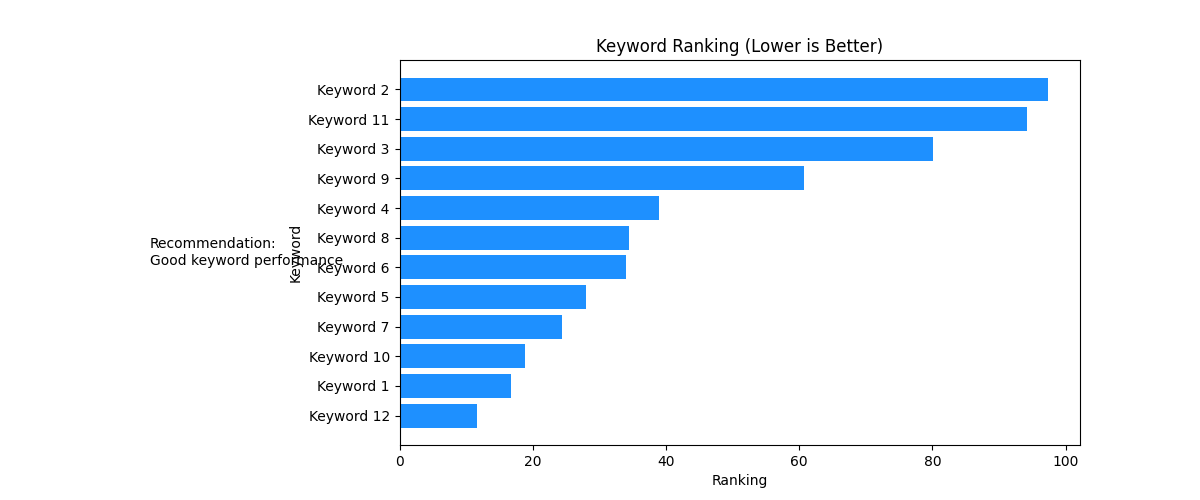 Keyword Ranking (Lower is Better)
Keyword 2
Keyword 11
Keyword 3
Keyword 9
Keyword 4
Keyword 8
Keyword 6
Keyword 5
Keyword 7
Keyword 10
Keyword 1
Keyword 12
Keyword
Recommendation:
Good keyword performance
0 20 40 60 80 100
Ranking